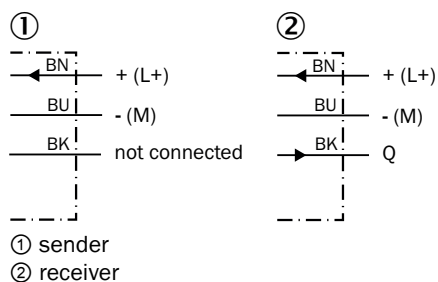 ① ②
BN + (L+) BN + (L+)
BU - (M) BU - (M)
BK not connected BK Q
① sender
② receiver